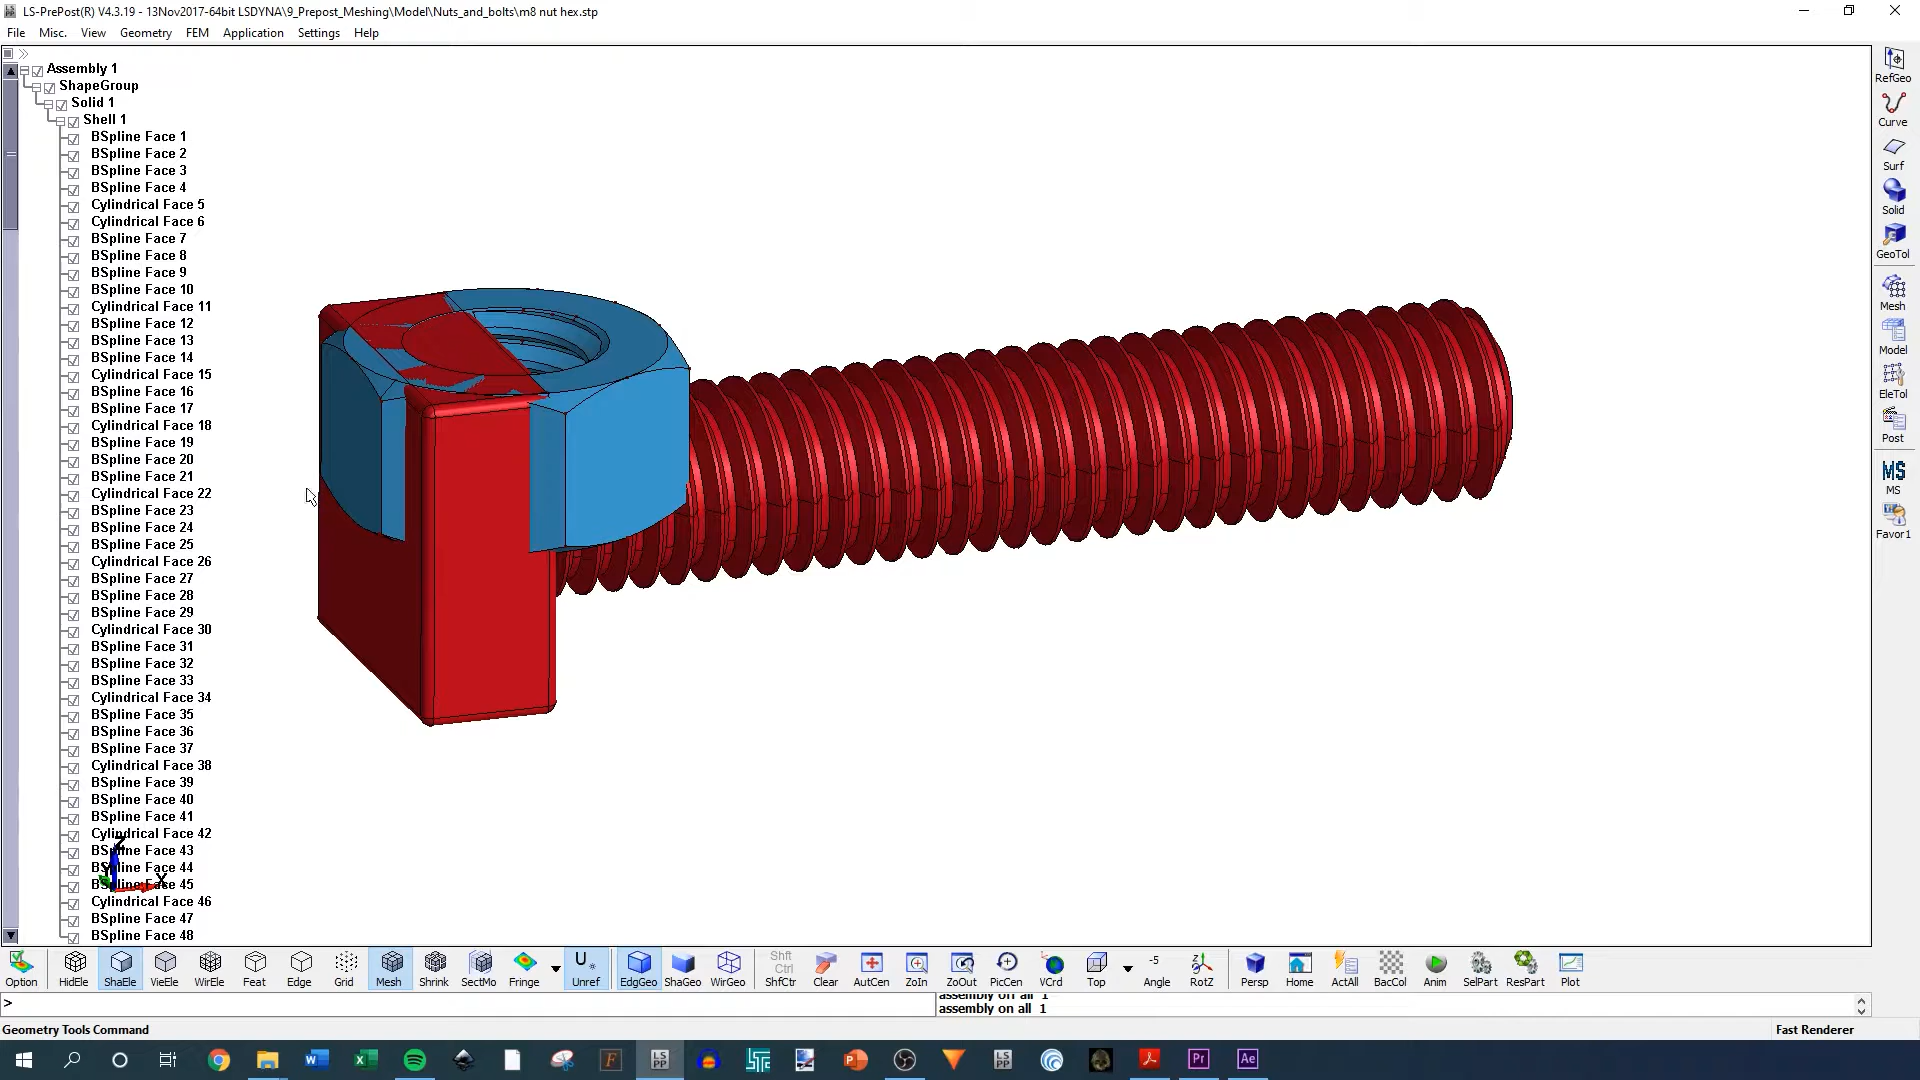 LS-PrePost(R) V4.3.19 - 13Nov2017-64bit LSDYNA\9_Prepost_Meshing\Model\Nuts_and_bolts\m8 nut hex.stp
File Misc. View Geometry FEM Application Settings Help
Assembly 1
ShapeGroup
Solid 1
Shell 1
BSpline Face 1
BSpline Face 2
BSpline Face 3
BSpline Face 4
Cylindrical Face 5
Cylindrical Face 6
BSpline Face 7
BSpline Face 8
BSpline Face 9
BSpline Face 10
Cylindrical Face 11
BSpline Face 12
BSpline Face 13
BSpline Face 14
Cylindrical Face 15
BSpline Face 16
BSpline Face 17
Cylindrical Face 18
BSpline Face 19
BSpline Face 20
BSpline Face 21
Cylindrical Face 22
BSpline Face 23
BSpline Face 24
BSpline Face 25
Cylindrical Face 26
BSpline Face 27
BSpline Face 28
BSpline Face 29
Cylindrical Face 30
BSpline Face 31
BSpline Face 32
BSpline Face 33
Cylindrical Face 34
BSpline Face 35
BSpline Face 36
BSpline Face 37
Cylindrical Face 38
BSpline Face 39
BSpline Face 40
BSpline Face 41
Cylindrical Face 42
BSpline Face 43
BSpline Face 44
BSpline Face 45
Cylindrical Face 46
BSpline Face 47
BSpline Face 48
Z
Y
X
RefGeo
Curve
Surf
Solid
GeoTol
Mesh
Model
EleTol
Post
MS
MS
Favor1
Shft
Ctrl
-5
Option HidEle ShaEle VieEle WirEle Feat Edge Grid Mesh Shrink SectMo Fringe Unref EdgGeo ShaGeo WirGeo ShfCtr Clear AutCen ZoIn ZoOut PicCen VCrd Top Angle RotZ Persp Home ActAll BacCol Anim SelPart ResPart Plot
>
assembly off all 1
assembly on all 1
Geometry Tools Command
Fast Renderer
LS PP
LS PP
Pr
Ae